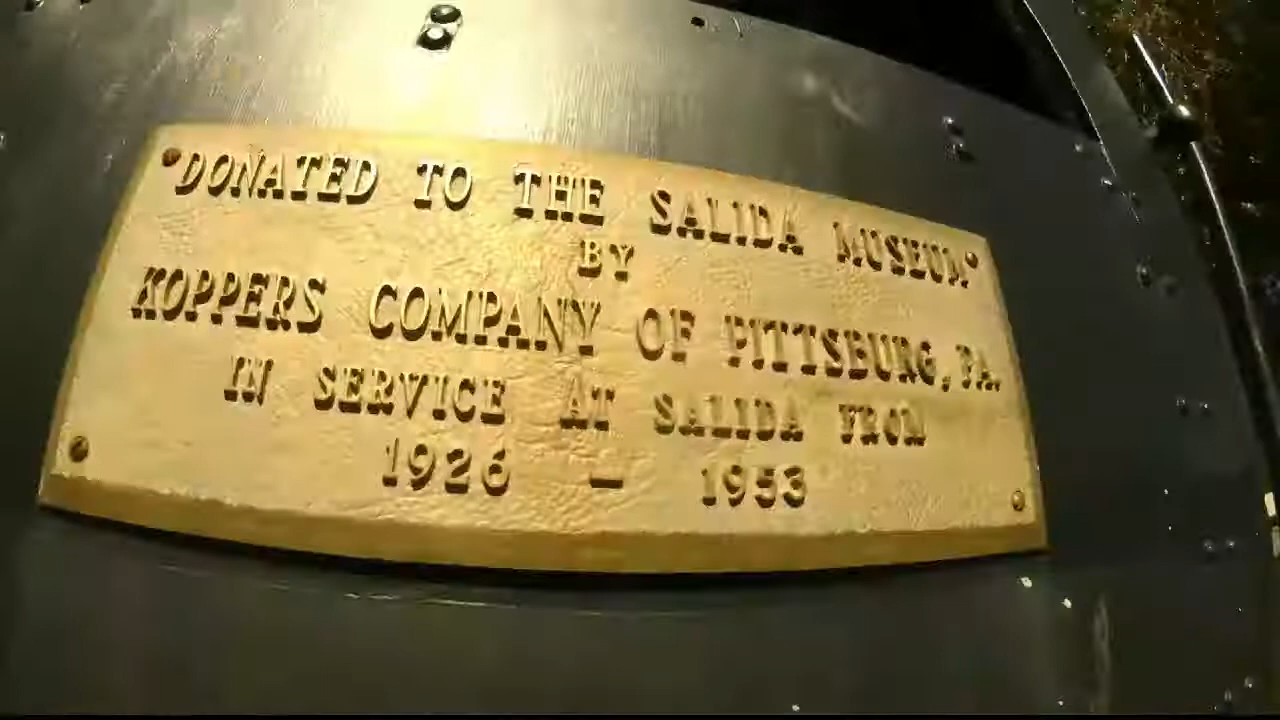 DONATED TO THE SALIDA MUSEUM
BY
KOPPERS COMPANY OF PITTSBURG, PA.
IN SERVICE AT SALIDA FROM
1926 – 1953